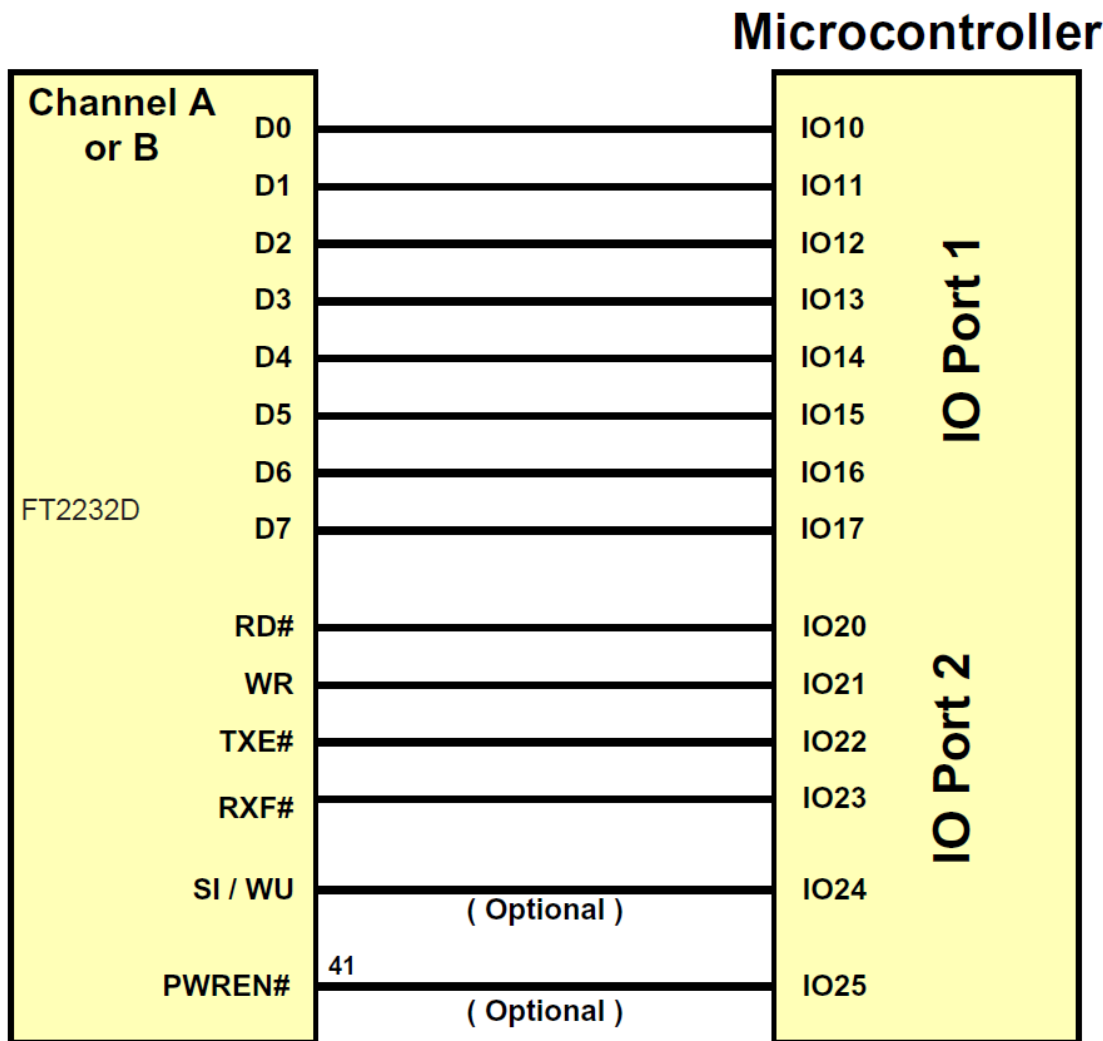 Microcontroller
Channel A
or B
D0
IO10
D1
IO11
D2
IO12
D3
IO13
D4
IO14
D5
IO15
D6
IO16
D7
IO17
IO Port 1
FT2232D
RD#
IO20
WR
IO21
TXE#
IO22
RXF#
IO23
SI / WU
( Optional )
IO24
PWREN#
41
( Optional )
IO25
IO Port 2